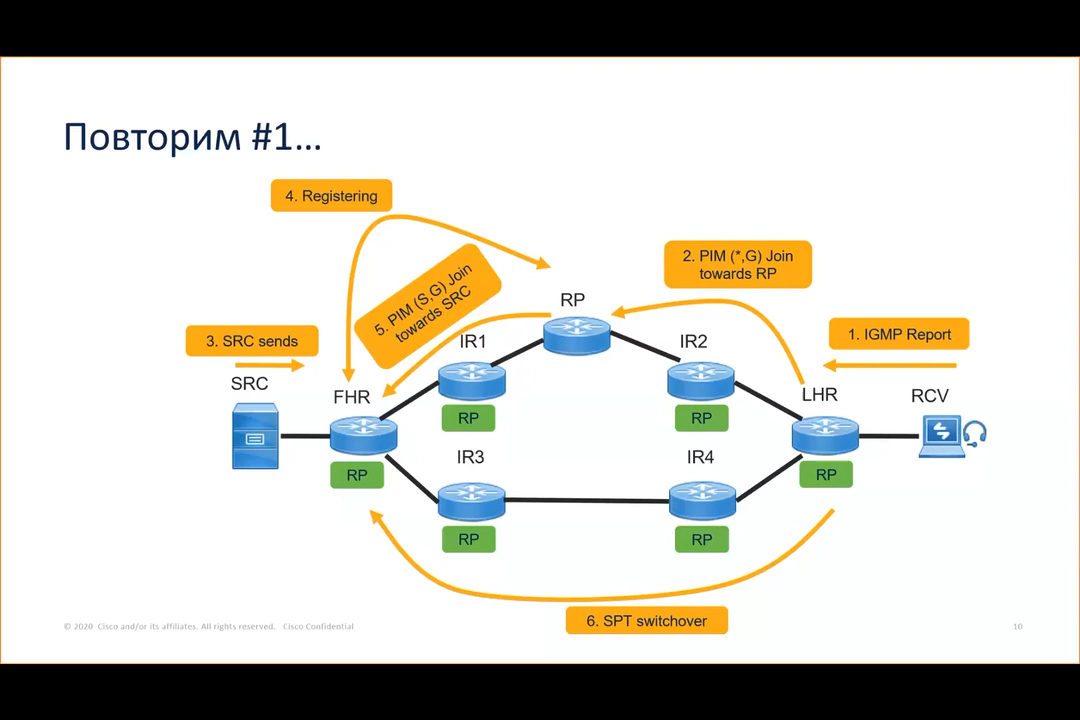 Повторим #1...
4. Registering
2. PIM (*,G) Join
towards RP
5. PIM (S,G) Join
towards SRC
RP
3. SRC sends
IR1
IR2
1. IGMP Report
SRC
FHR
LHR
RCV
RP
RP
RP
RP
IR3
IR4
RP
RP
6. SPT switchover
© 2020 Cisco and/or its affiliates. All rights reserved. Cisco Confidential
10